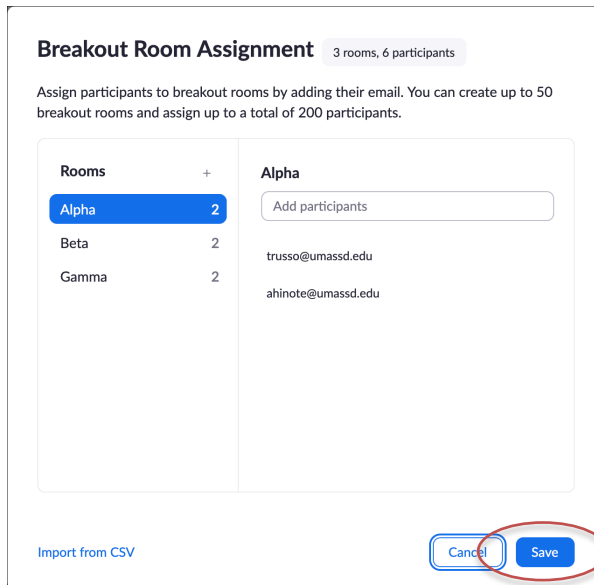 Breakout Room Assignment 3 rooms, 6 participants
Assign participants to breakout rooms by adding their email. You can create up to 50
breakout rooms and assign up to a total of 200 participants.
Rooms +
Alpha 2
Beta 2
Gamma 2
Alpha
Add participants
trusso@umassd.edu
ahinote@umassd.edu
Import from CSV
Cancel
Save